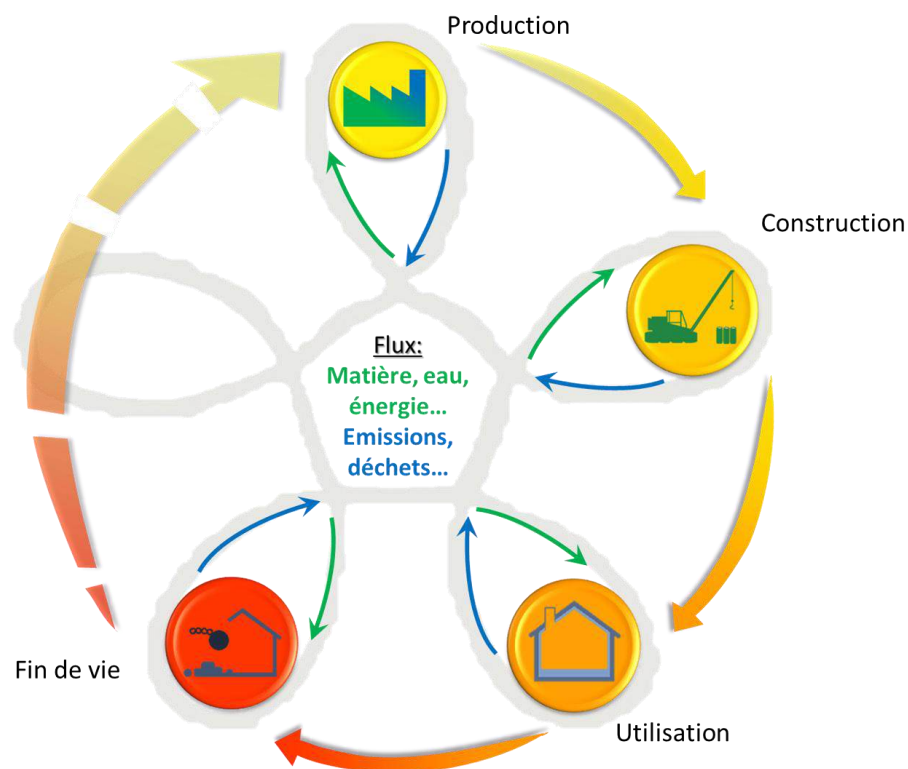 Production
Construction
Flux:
Matière, eau,
énergie...
Emissions,
déchets...
Fin de vie
Utilisation